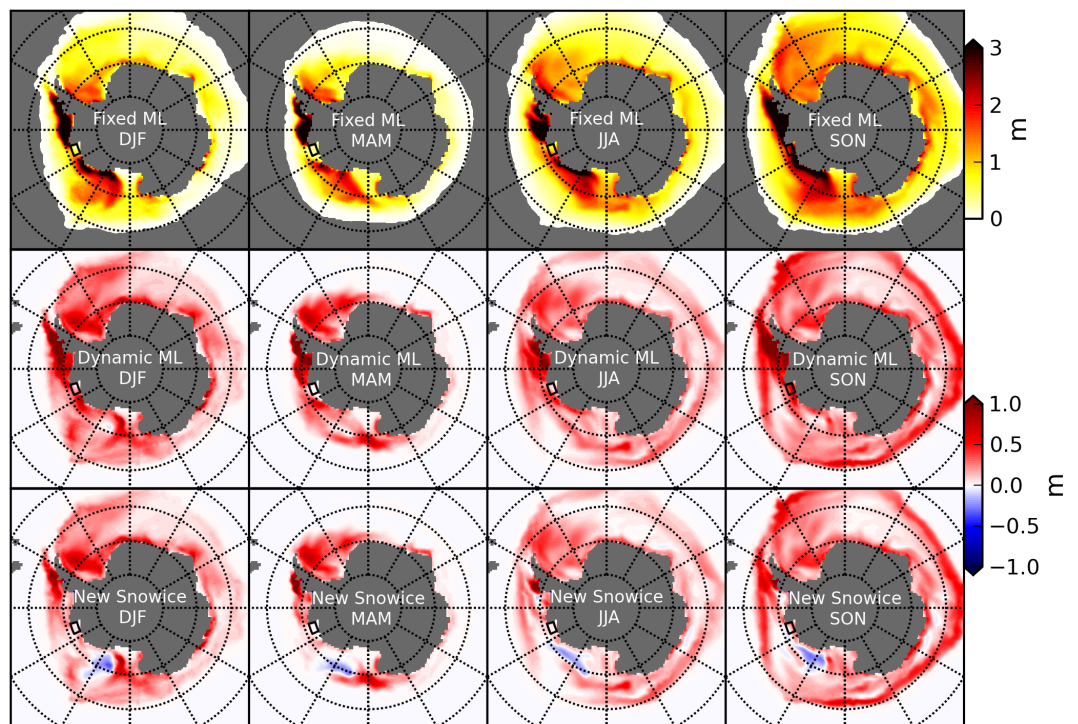 Fixed ML
DJF
Fixed ML
MAM
Fixed ML
JJA
Fixed ML
SON
3
2
1
0
m
Dynamic ML
DJF
Dynamic ML
MAM
Dynamic ML
JJA
Dynamic ML
SON
1.0
0.5
0.0
−0.5
−1.0
m
New Snowice
DJF
New Snowice
MAM
New Snowice
JJA
New Snowice
SON